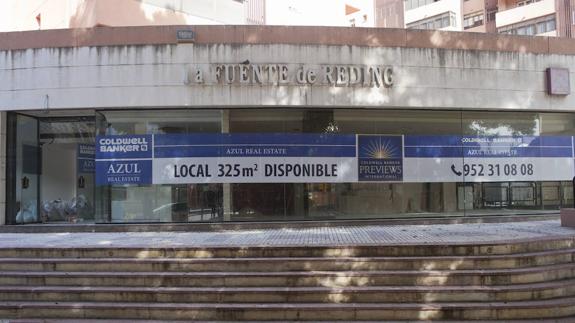 La FUENTE de REDING
COLDWELL BANKER
AZUL
REAL ESTATE
AZUL REAL ESTATE
LOCAL 325m² DISPONIBLE
COLDWELL BANKER
PREVIEWS
INTERNATIONAL
COLDWELL BANKER
AZUL REAL ESTATE
952 31 08 08